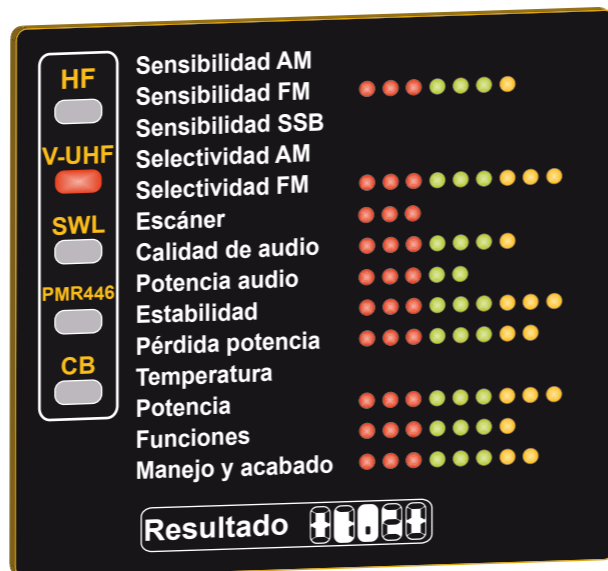 HF
V-UHF
SWL
PMR446
CB
Sensibilidad AM
Sensibilidad FM
Sensibilidad SSB
Selectividad AM
Selectividad FM
Escáner
Calidad de audio
Potencia audio
Estabilidad
Pérdida potencia
Temperatura
Potencia
Funciones
Manejo y acabado
Resultado